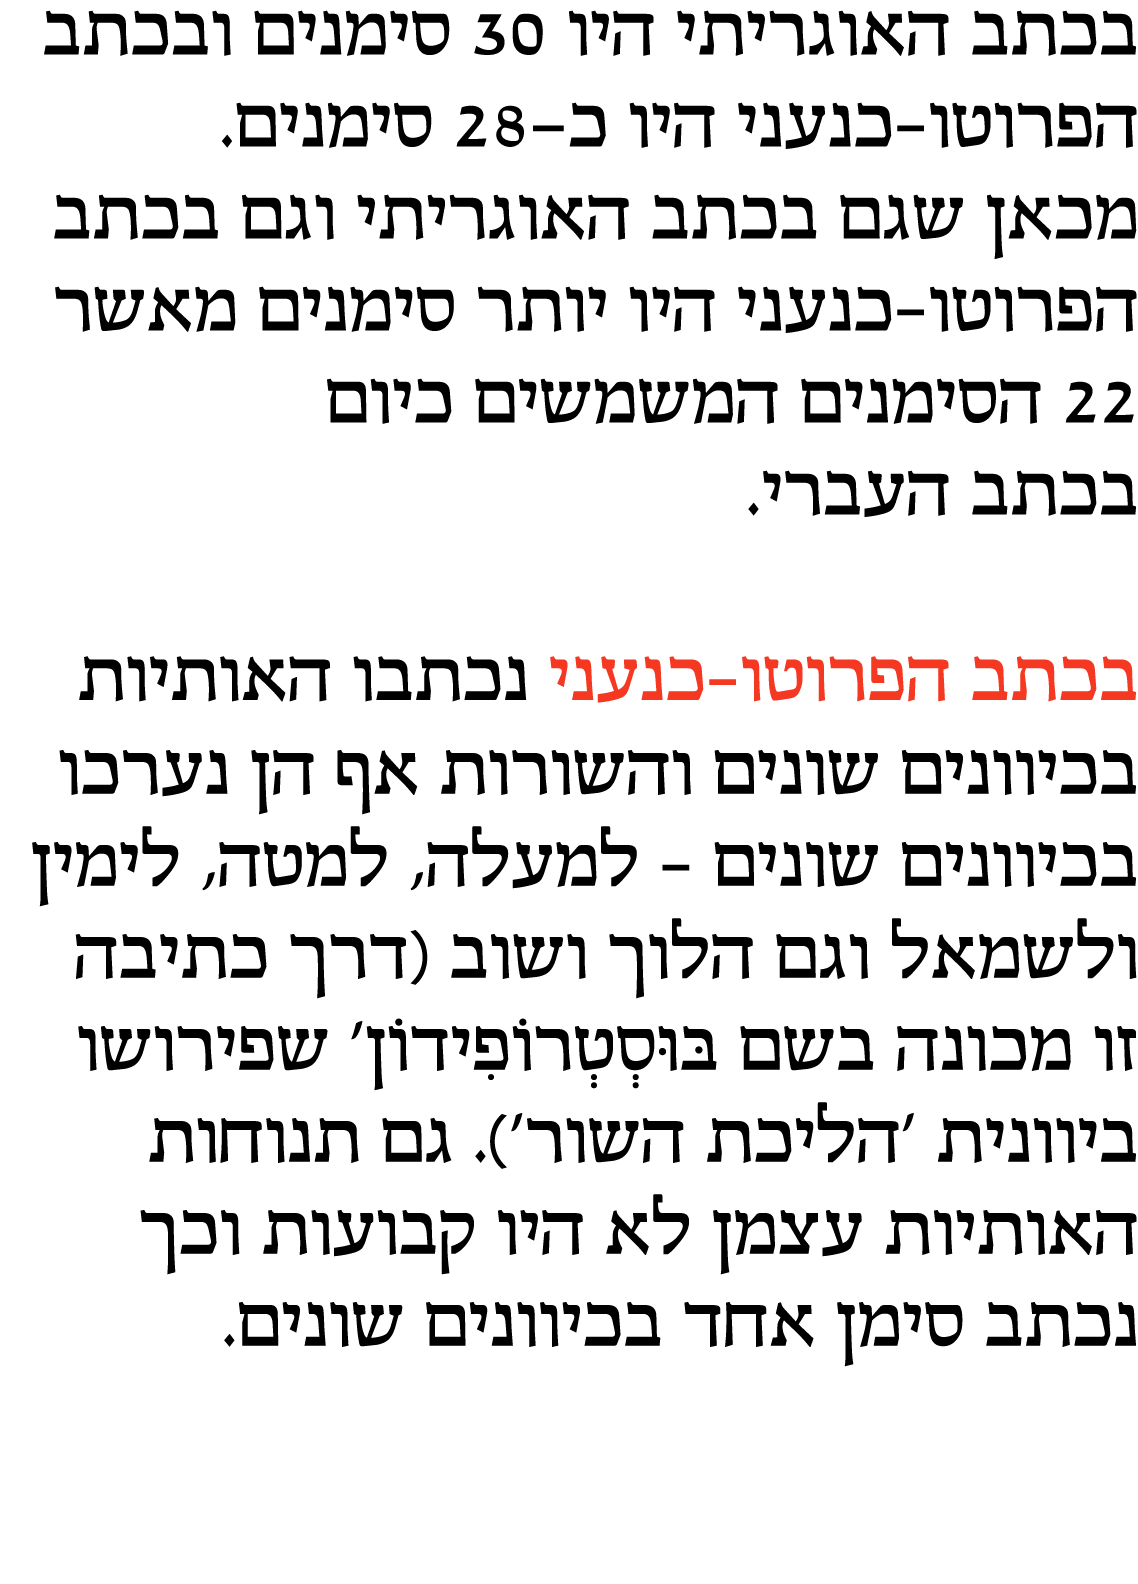 בכתב האוגריתי היו 30 סימנים ובכתב
הפרוטו-כנעני היו כ-28 סימנים.
מכאן שגם בכתב האוגריתי וגם בכתב
הפרוטו-כנעני היו יותר סימנים מאשר
22 הסימנים המשמשים כיום
בכתב העברי.
בכתב הפרוטו-כנעני נכתבו האותיות
בכיוונים שונים והשורות אף הן נערכו
בכיוונים שונים – למעלה, למטה, לימין
ולשמאל וגם הלוך ושוב (דרך כתיבה
זו מכונה בשם בּוּסְטְרוֹפִידוֹן' שפירושו
ביוונית 'הליכת השור'). גם תנוחות
האותיות עצמן לא היו קבועות וכך
נכתב סימן אחד בכיוונים שונים.